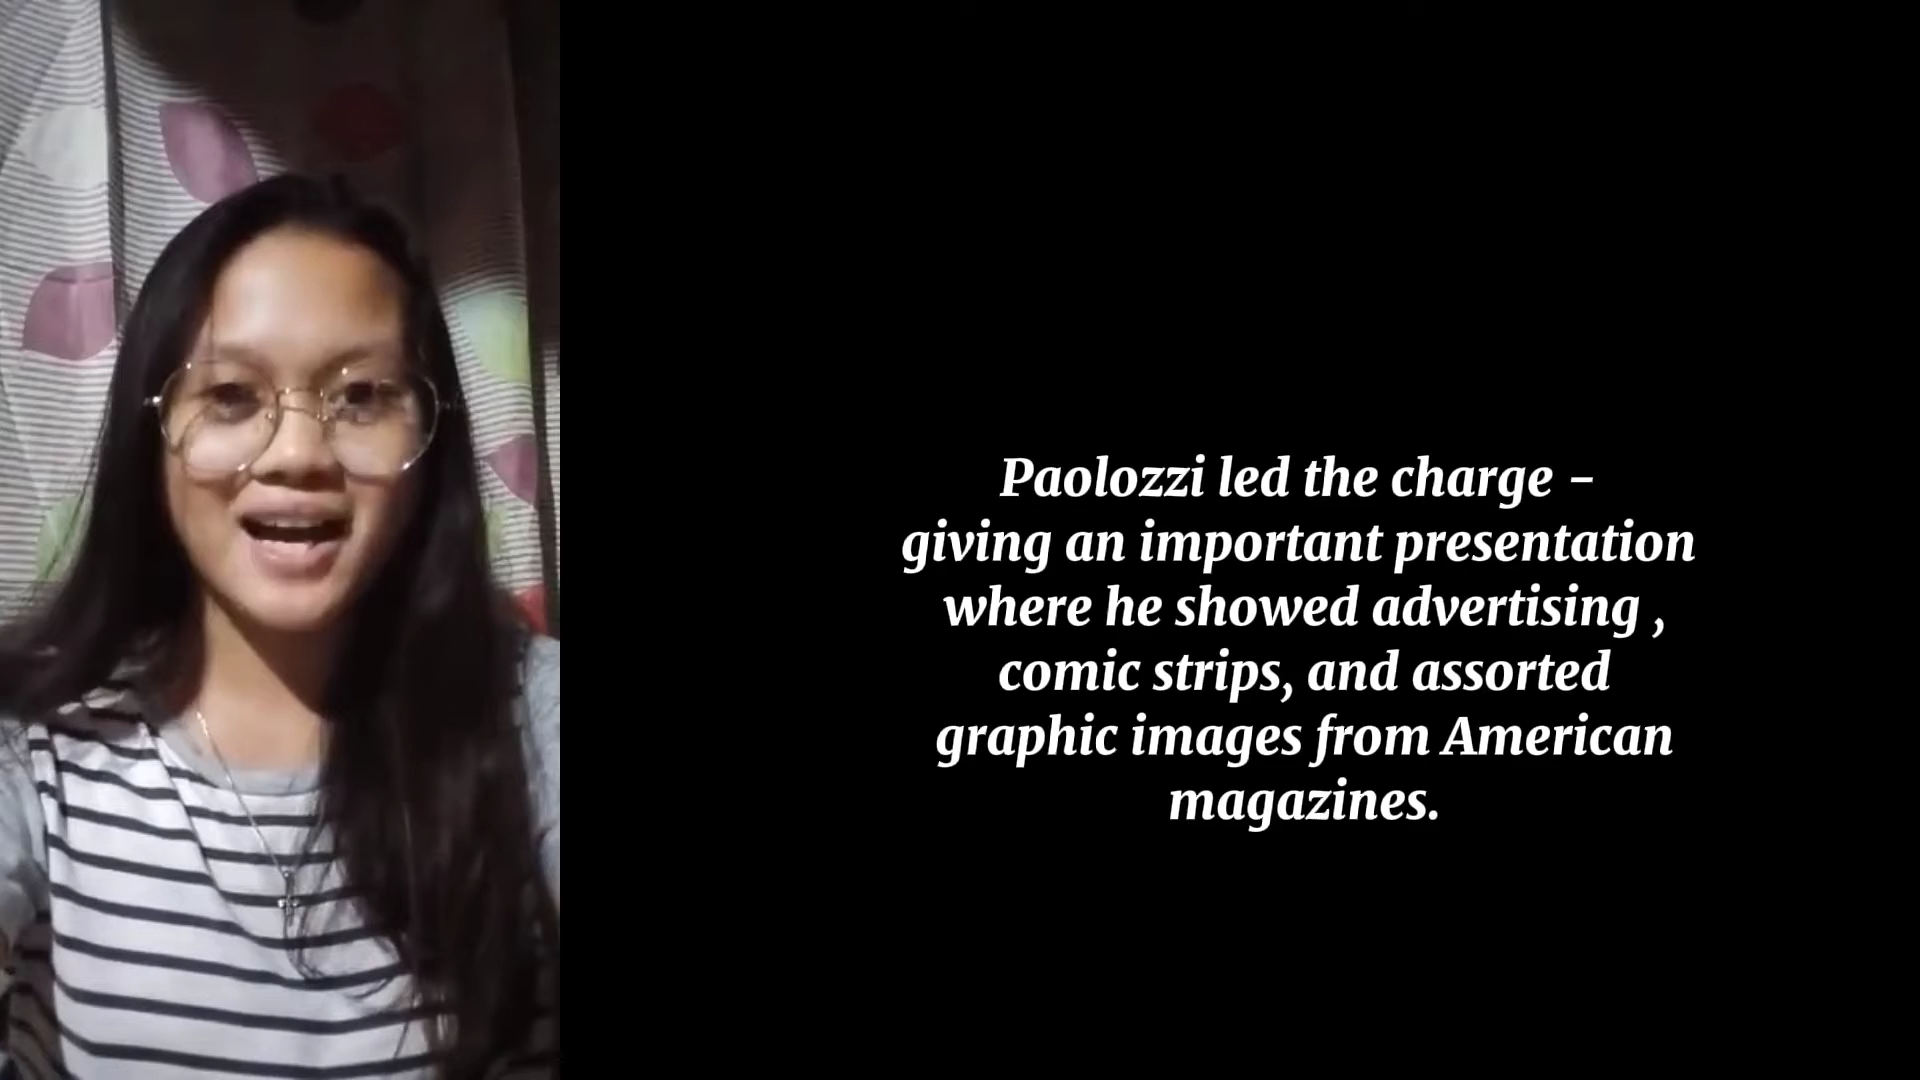 Paolozzi led the charge –
giving an important presentation
where he showed advertising ,
comic strips, and assorted
graphic images from American
magazines.